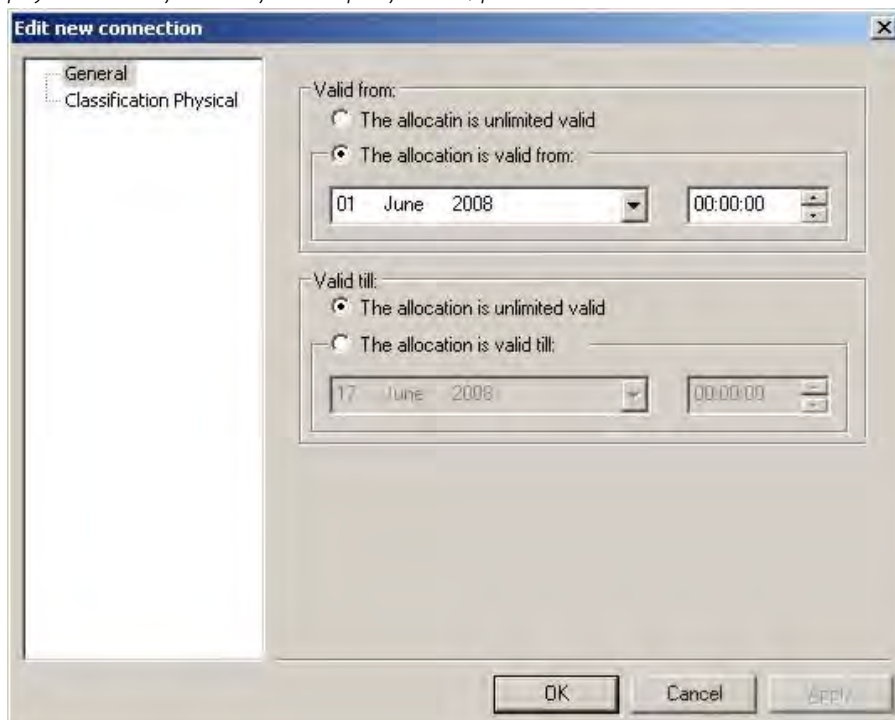 Edit new connection
General
Classification Physical
Valid from:
The allocatin is unlimited valid
The allocation is valid from:
01 June 2008 00:00:00
Valid till:
The allocation is unlimited valid
The allocation is valid till:
17 June 2008 00:00:00
OK Cancel Apply